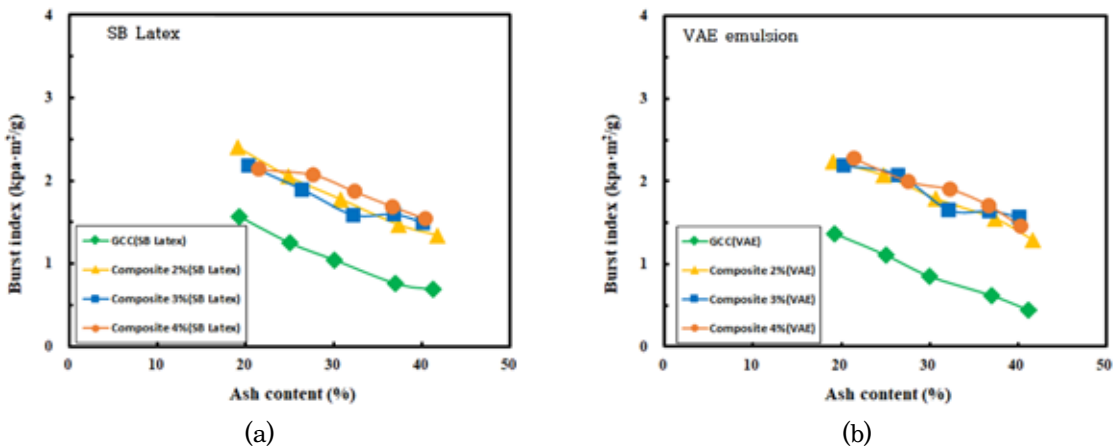 SB Latex
4
3
2
1
0
Burst index (kpa·m²/g)
GCC(SB Latex)
Composite 2%(SB Latex)
Composite 3%(SB Latex)
Composite 4%(SB Latex)
0 10 20 30 40 50
Ash content (%)
(a)
VAE emulsion
4
3
2
1
0
Burst index (kpa·m²/g)
GCC(VAE)
Composite 2%(VAE)
Composite 3%(VAE)
Composite 4%(VAE)
0 10 20 30 40 50
Ash content (%)
(b)